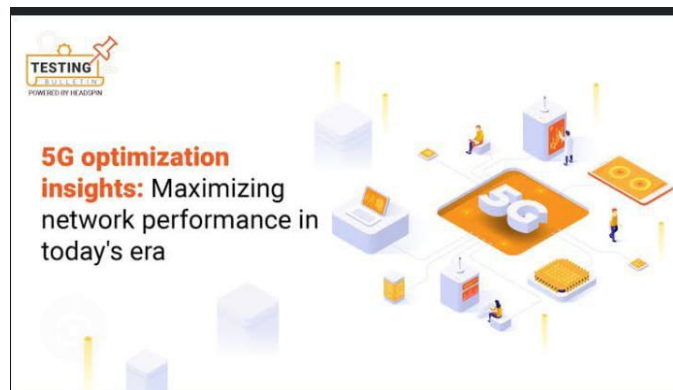 TESTING
BULLETIN
POWERED BY HEADSPIN
5G optimization
insights: Maximizing
network performance in
today's era
5G